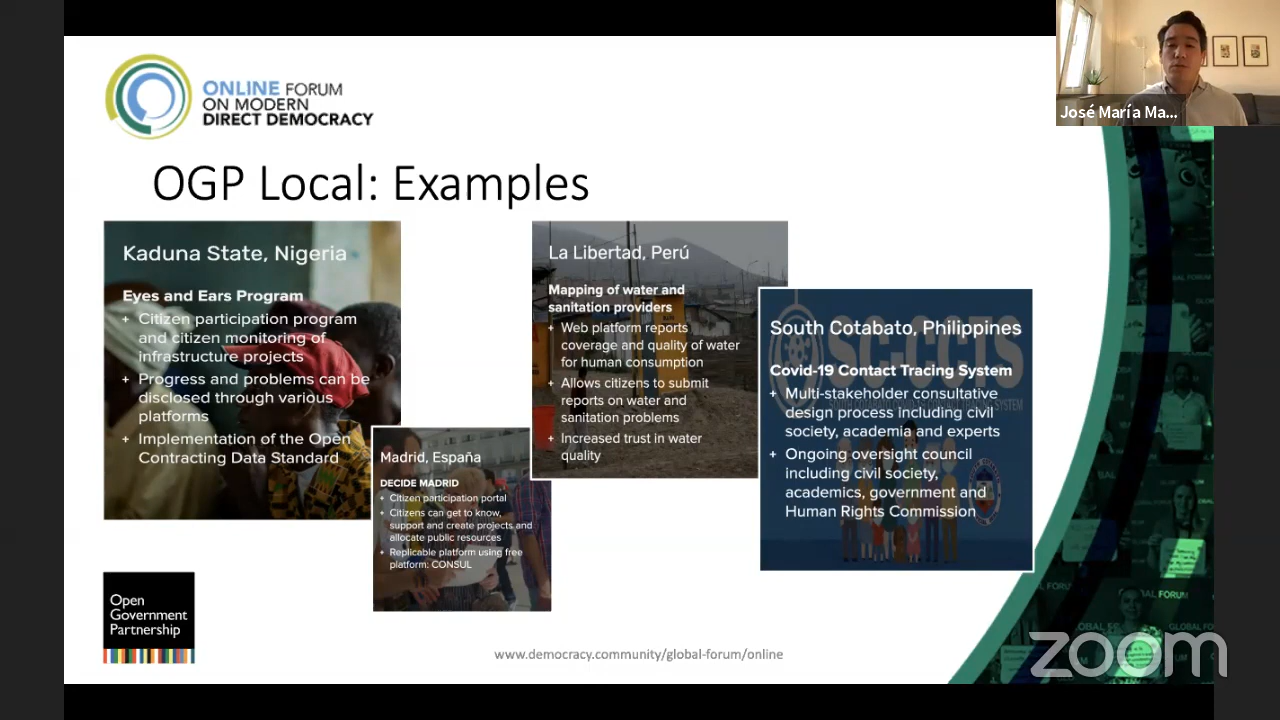 ONLINE FORUM
ON MODERN
DIRECT DEMOCRACY
José María Ma...
OGP Local: Examples
Kaduna State, Nigeria
Eyes and Ears Program
+ Citizen participation program
and citizen monitoring of
infrastructure projects
+ Progress and problems can be
disclosed through various
platforms
+ Implementation of the Open
Contracting Data Standard
Madrid, España
DECIDE MADRID
+ Citizen participation portal
+ Citizens can get to know,
support and create projects and
allocate public resources
+ Replicable platform using free
platform: CONSUL
La Libertad, Perú
Mapping of water and
sanitation providers
+ Web platform reports
coverage and quality of water
for human consumption
+ Allows citizens to submit
reports on water and
sanitation problems
+ Increased trust in water
quality
SC-CCTS
South Cotabato, Philippines
Covid-19 Contact Tracing System
+ Multi-stakeholder consultative
design process including civil
society, academia and experts
+ Ongoing oversight council
including civil society,
academics, government and
Human Rights Commission
Open
Government
Partnership
www.democracy.community/global-forum/online
GLOBAL FORUM
zoom